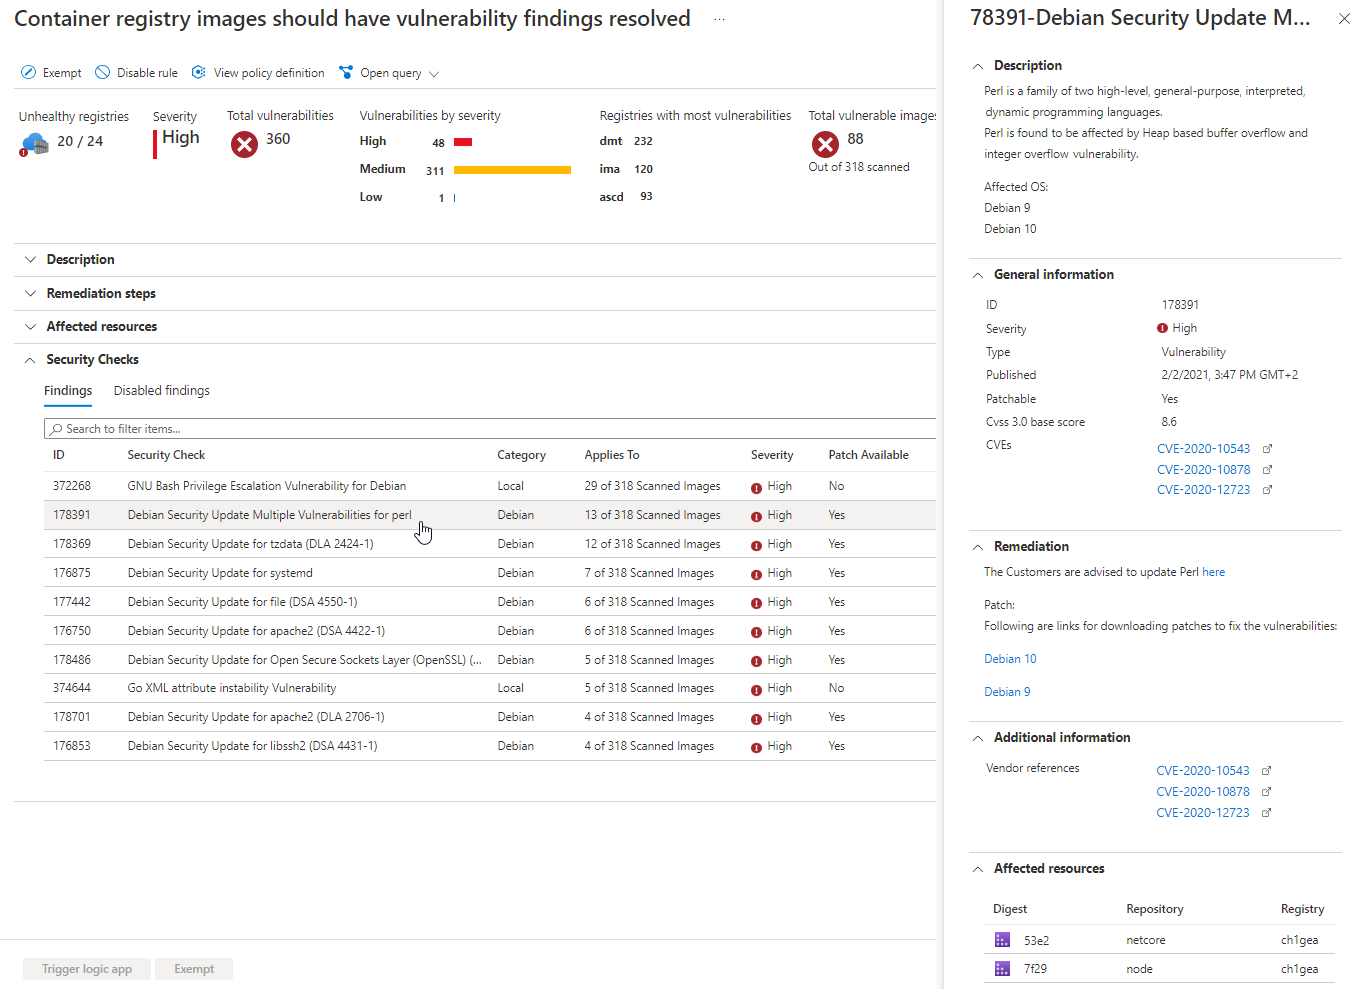 Container registry images should have vulnerability findings resolved ...
Exempt Disable rule View policy definition Open query
Unhealthy registries Severity Total vulnerabilities Vulnerabilities by severity Registries with most vulnerabilities Total vulnerable images
20 / 24 High 360 High 48 dmt 232 88
Medium 311 ima 120 Out of 318 scanned
Low 1 ascd 93
Description
Remediation steps
Affected resources
Security Checks
Findings Disabled findings
Search to filter items...
ID Security Check Category Applies To Severity Patch Available
372268 GNU Bash Privilege Escalation Vulnerability for Debian Local 29 of 318 Scanned Images High No
178391 Debian Security Update Multiple Vulnerabilities for perl Debian 13 of 318 Scanned Images High Yes
178369 Debian Security Update for tzdata (DLA 2424-1) Debian 12 of 318 Scanned Images High Yes
176875 Debian Security Update for systemd Debian 7 of 318 Scanned Images High Yes
177442 Debian Security Update for file (DSA 4550-1) Debian 6 of 318 Scanned Images High Yes
176750 Debian Security Update for apache2 (DSA 4422-1) Debian 6 of 318 Scanned Images High Yes
178486 Debian Security Update for Open Secure Sockets Layer (OpenSSL) (... Debian 5 of 318 Scanned Images High Yes
374644 Go XML attribute instability Vulnerability Local 5 of 318 Scanned Images High No
178701 Debian Security Update for apache2 (DLA 2706-1) Debian 4 of 318 Scanned Images High Yes
176853 Debian Security Update for libssh2 (DSA 4431-1) Debian 4 of 318 Scanned Images High Yes
Trigger logic app Exempt
78391-Debian Security Update M...
Description
Perl is a family of two high-level, general-purpose, interpreted,
dynamic programming languages.
Perl is found to be affected by Heap based buffer overflow and
integer overflow vulnerability.
Affected OS:
Debian 9
Debian 10
General information
ID 178391
Severity High
Type Vulnerability
Published 2/2/2021, 3:47 PM GMT+2
Patchable Yes
Cvss 3.0 base score 8.6
CVEs CVE-2020-10543
CVE-2020-10878
CVE-2020-12723
Remediation
The Customers are advised to update Perl here
Patch:
Following are links for downloading patches to fix the vulnerabilities:
Debian 10
Debian 9
Additional information
Vendor references CVE-2020-10543
CVE-2020-10878
CVE-2020-12723
Affected resources
Digest Repository Registry
53e2 netcore ch1gea
7f29 node ch1gea